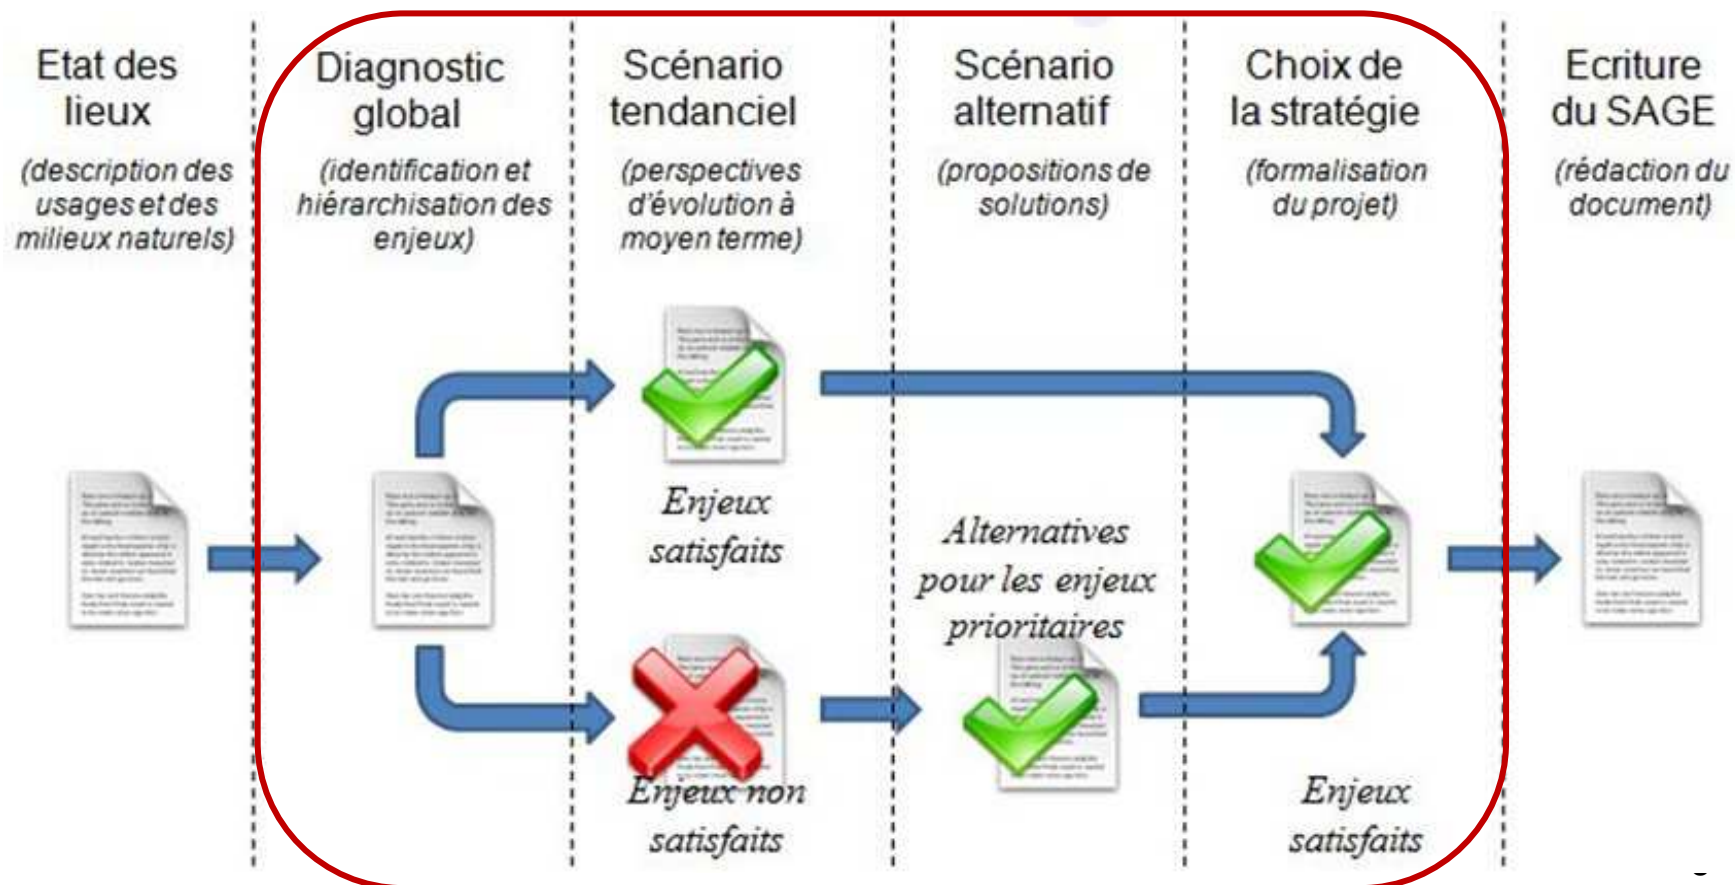 Etat des
lieux
(description des
usages et des
milieux naturels)
Diagnostic
global
(identification et
hiérarchisation des
enjeux)
Scénario
tendanciel
(perspectives
d'évolution à
moyen terme)
Scénario
alternatif
(propositions de
solutions)
Choix de
la stratégie
(formalisation
du projet)
Ecriture
du SAGE
(rédaction du
document)
Enjeux
satisfaits
Alternatives
pour les enjeux
prioritaires
Enjeux non
satisfaits
Enjeux
satisfaits